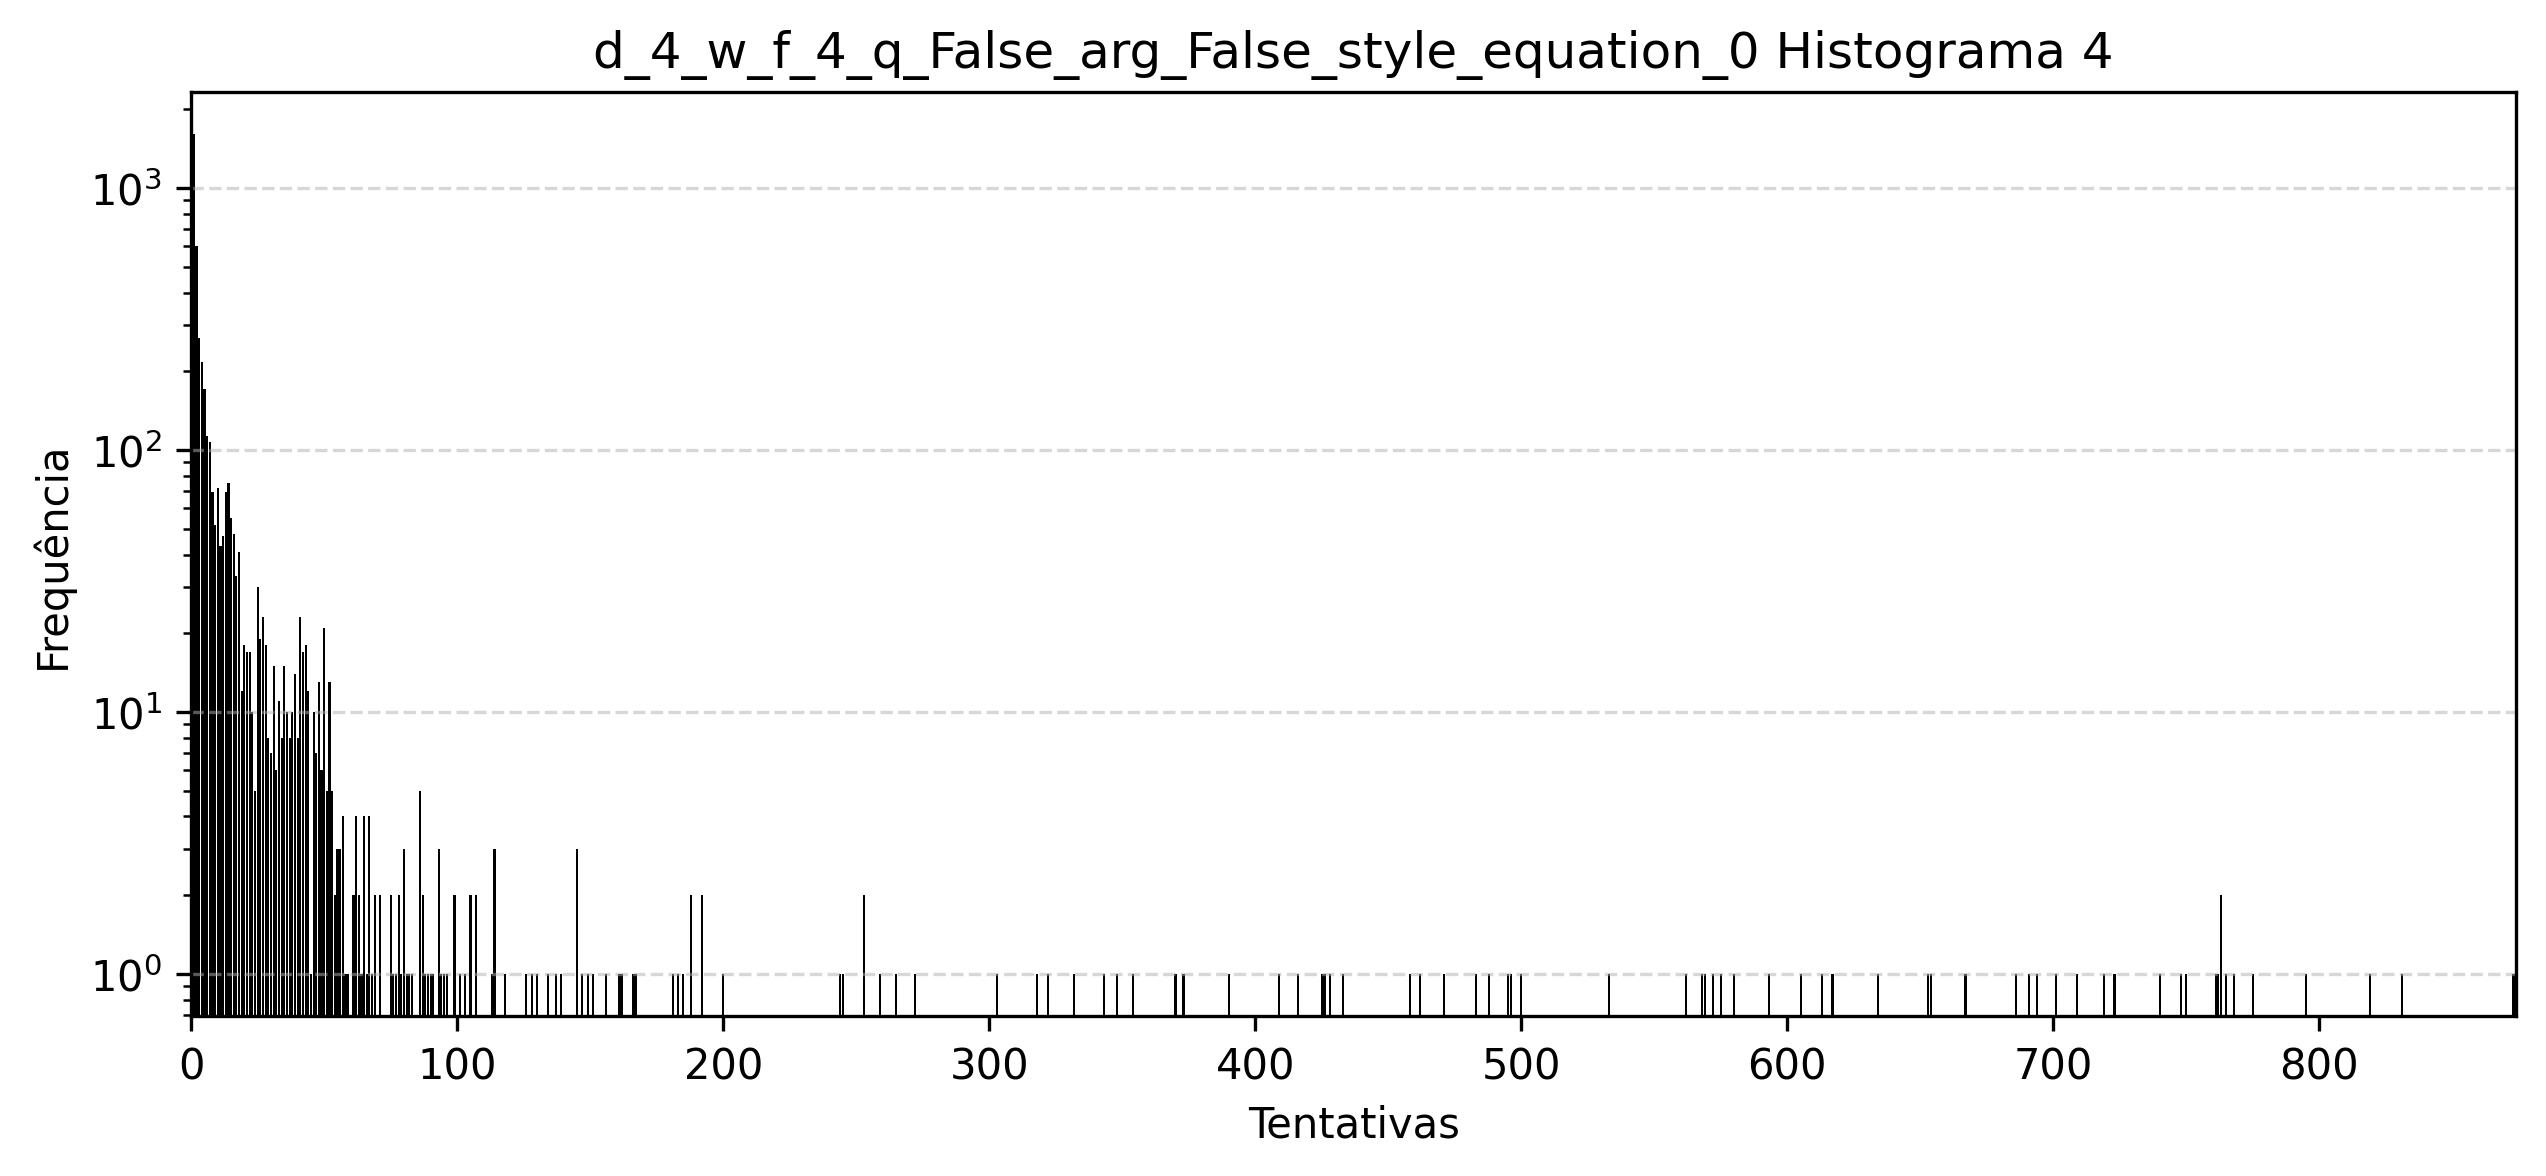 d_4_w_f_4_q_False_arg_False_style_equation_0 Histograma 4
Frequência
10³
10²
10¹
10⁰
0 100 200 300 400 500 600 700 800
Tentativas